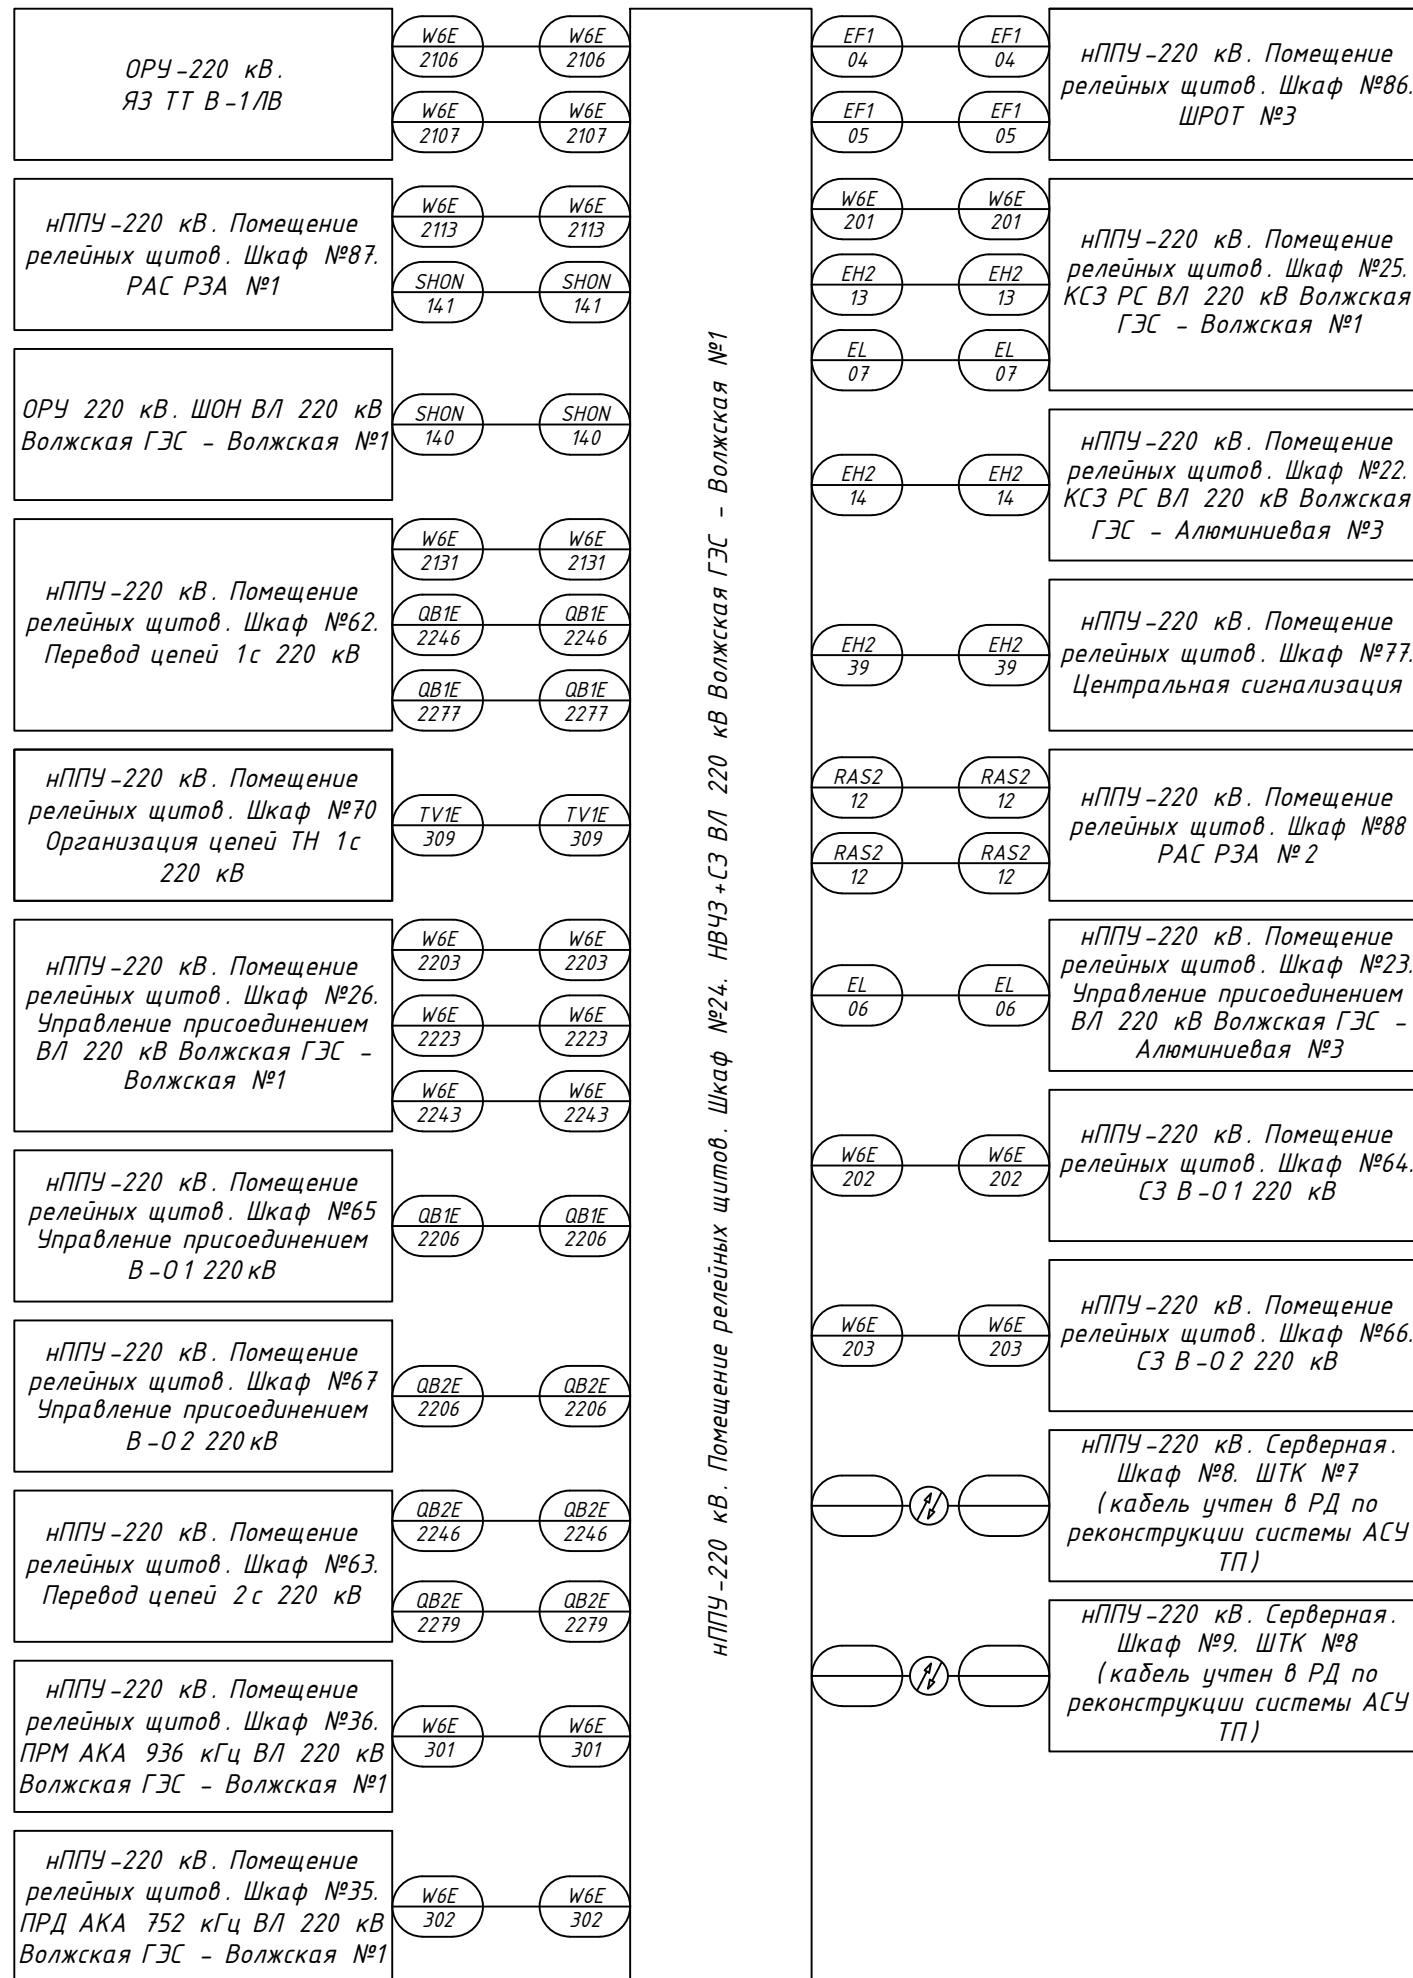 ОРУ-220 кВ.
ЯЗ ТТ В-1/ЛВ
W6E
2106
W6E
2106
W6E
2107
W6E
2107
нППУ-220 кВ. Помещение
релейных щитов. Шкаф №87.
РАС РЗА №1
W6E
2113
W6E
2113
SHON
141
SHON
141
ОРУ 220 кВ. ШОН ВЛ 220 кВ
Волжская ГЭС - Волжская №1
SHON
140
SHON
140
нППУ-220 кВ. Помещение
релейных щитов. Шкаф №62.
Перевод цепей 1с 220 кВ
W6E
2131
W6E
2131
QB1E
2246
QB1E
2246
QB1E
2277
QB1E
2277
нППУ-220 кВ. Помещение
релейных щитов. Шкаф №70
Организация цепей ТН 1с
220 кВ
TV1E
309
TV1E
309
нППУ-220 кВ. Помещение
релейных щитов. Шкаф №26.
Управление присоединением
ВЛ 220 кВ Волжская ГЭС -
Волжская №1
W6E
2203
W6E
2203
W6E
2223
W6E
2223
W6E
2243
W6E
2243
нППУ-220 кВ. Помещение
релейных щитов. Шкаф №65
Управление присоединением
В-О1 220 кВ
QB1E
2206
QB1E
2206
нППУ-220 кВ. Помещение
релейных щитов. Шкаф №67
Управление присоединением
В-О2 220 кВ
QB2E
2206
QB2E
2206
нППУ-220 кВ. Помещение
релейных щитов. Шкаф №63.
Перевод цепей 2с 220 кВ
QB2E
2246
QB2E
2246
QB2E
2279
QB2E
2279
нППУ-220 кВ. Помещение
релейных щитов. Шкаф №36.
ПРМ АКА 936 кГц ВЛ 220 кВ
Волжская ГЭС - Волжская №1
W6E
301
W6E
301
нППУ-220 кВ. Помещение
релейных щитов. Шкаф №35.
ПРД АКА 752 кГц ВЛ 220 кВ
Волжская ГЭС - Волжская №1
W6E
302
W6E
302
нППУ-220 кВ. Помещение релейных щитов. Шкаф №24. НВЧЗ+СЗ ВЛ 220 кВ Волжская ГЭС - Волжская №1
EF1
04
EF1
04
EF1
05
EF1
05
нППУ-220 кВ. Помещение
релейных щитов. Шкаф №86.
ШРОТ №3
W6E
201
W6E
201
EH2
13
EH2
13
EL
07
EL
07
нППУ-220 кВ. Помещение
релейных щитов. Шкаф №25.
КСЗ РС ВЛ 220 кВ Волжская
ГЭС - Волжская №1
EH2
14
EH2
14
нППУ-220 кВ. Помещение
релейных щитов. Шкаф №22.
КСЗ РС ВЛ 220 кВ Волжская
ГЭС - Алюминиевая №3
EH2
39
EH2
39
нППУ-220 кВ. Помещение
релейных щитов. Шкаф №77.
Центральная сигнализация
RAS2
12
RAS2
12
RAS2
12
RAS2
12
нППУ-220 кВ. Помещение
релейных щитов. Шкаф №88
РАС РЗА №2
EL
06
EL
06
нППУ-220 кВ. Помещение
релейных щитов. Шкаф №23.
Управление присоединением
ВЛ 220 кВ Волжская ГЭС -
Алюминиевая №3
W6E
202
W6E
202
нППУ-220 кВ. Помещение
релейных щитов. Шкаф №64.
СЗ В-О1 220 кВ
W6E
203
W6E
203
нППУ-220 кВ. Помещение
релейных щитов. Шкаф №66.
СЗ В-О2 220 кВ
нППУ-220 кВ. Серверная.
Шкаф №8. ШТК №7
(кабель учтен в РД по
реконструкции системы АСУ
ТП)
нППУ-220 кВ. Серверная.
Шкаф №9. ШТК №8
(кабель учтен в РД по
реконструкции системы АСУ
ТП)